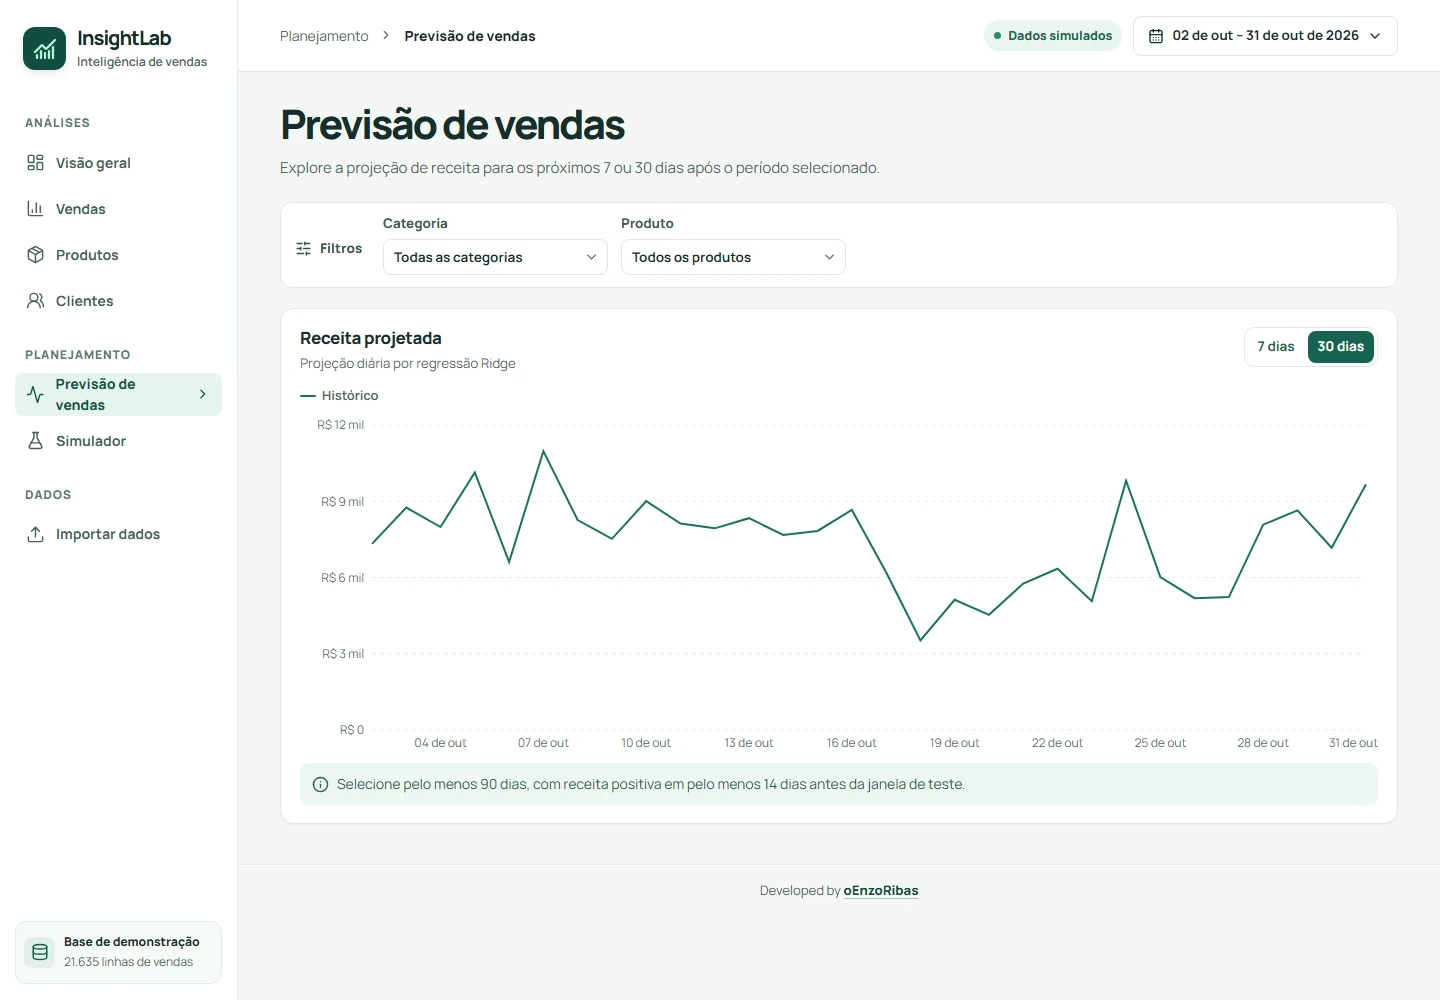 InsightLab
Inteligência de vendas
ANÁLISES
Visão geral
Vendas
Produtos
Clientes
PLANEJAMENTO
Previsão de
vendas
Simulador
DADOS
Importar dados
Base de demonstração
21.635 linhas de vendas
Planejamento > Previsão de vendas
Dados simulados
02 de out – 31 de out de 2026
Previsão de vendas
Explore a projeção de receita para os próximos 7 ou 30 dias após o período selecionado.
Filtros
Categoria
Todas as categorias
Produto
Todos os produtos
Receita projetada
Projeção diária por regressão Ridge
7 dias 30 dias
Histórico
R$ 12 mil
R$ 9 mil
R$ 6 mil
R$ 3 mil
R$ 0
04 de out 07 de out 10 de out 13 de out 16 de out 19 de out 22 de out 25 de out 28 de out 31 de out
Selecione pelo menos 90 dias, com receita positiva em pelo menos 14 dias antes da janela de teste.
Developed by oEnzoRibas